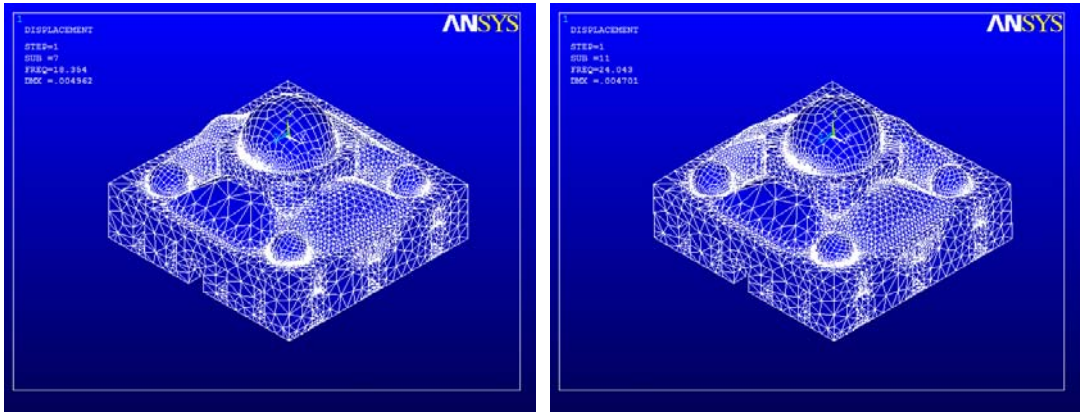 1
ANSYS
DISPLACEMENT
STEP=1
SUB =7
FREQ=18.354
DMX =.004962
1
ANSYS
DISPLACEMENT
STEP=1
SUB =11
FREQ=24.043
DMX =.004701